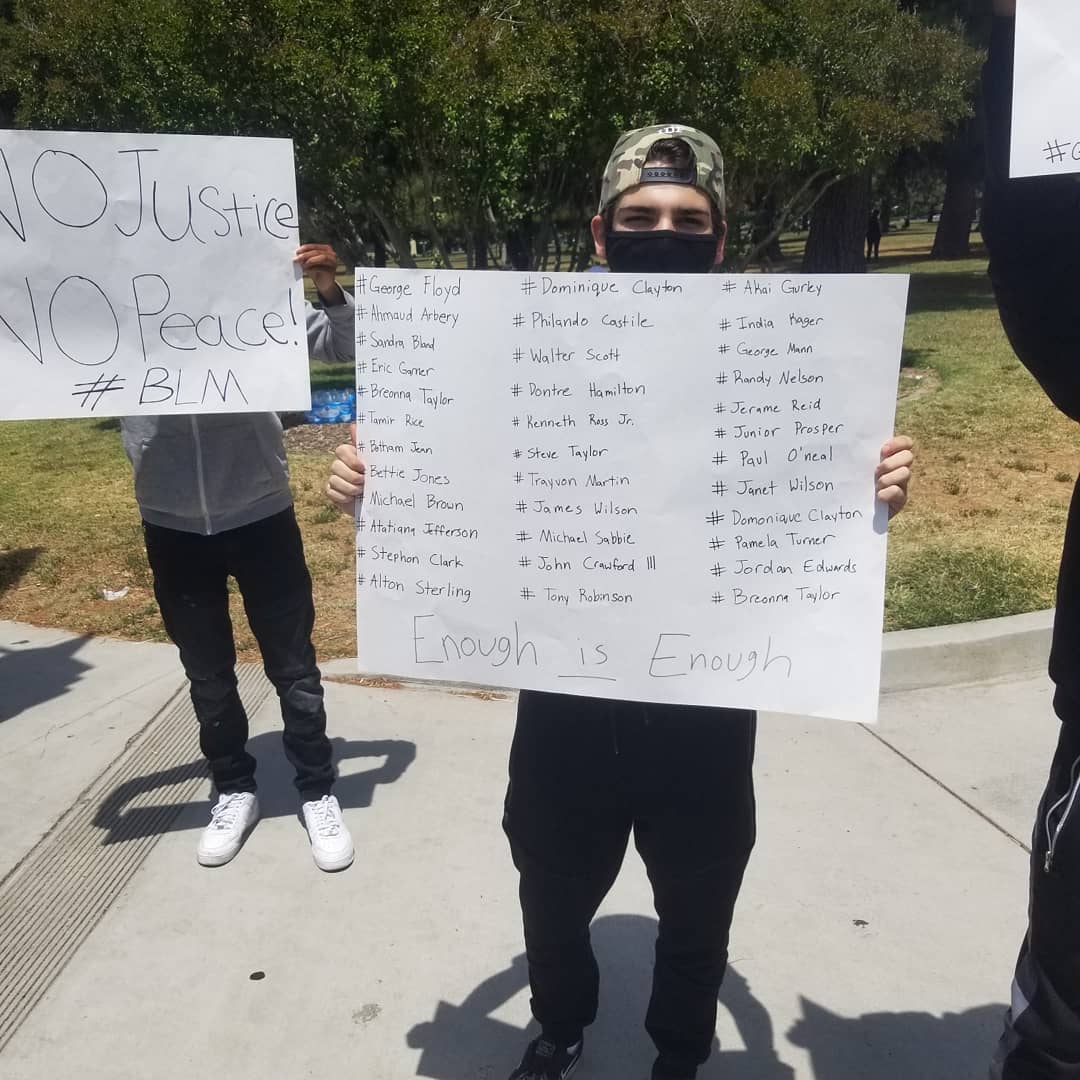 NO Justice
NO Peace!
# BLM
#George Floyd
#Ahmaud Arbery
#Sandra Bland
#Eric Garner
#Breonna Taylor
#Tamir Rice
#Botham Jean
#Bettie Jones
#Michael Brown
#Atatiana Jefferson
#Stephon Clark
#Alton Sterling
#Dominique Clayton
#Philando Castile
#Walter Scott
#Dontre Hamilton
#Kenneth Ross Jr.
#Steve Taylor
#Trayvon Martin
#James Wilson
#Michael Sabbie
#John Crawford III
#Tony Robinson
#Akai Gurley
#India Kager
#George Mann
#Randy Nelson
#Jerame Reid
#Junior Prosper
#Paul O'neal
#Janet Wilson
#Domonique Clayton
#Pamela Turner
#Jordan Edwards
#Breonna Taylor
Enough is Enough